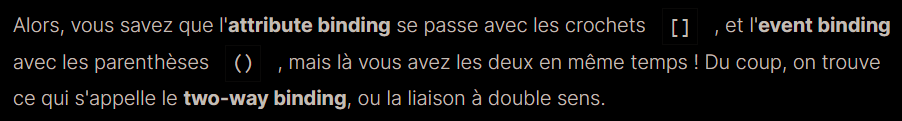 Alors, vous savez que l'attribute binding se passe avec les crochets [] , et l'event binding
avec les parenthèses () , mais là vous avez les deux en même temps ! Du coup, on trouve
ce qui s'appelle le two-way binding, ou la liaison à double sens.